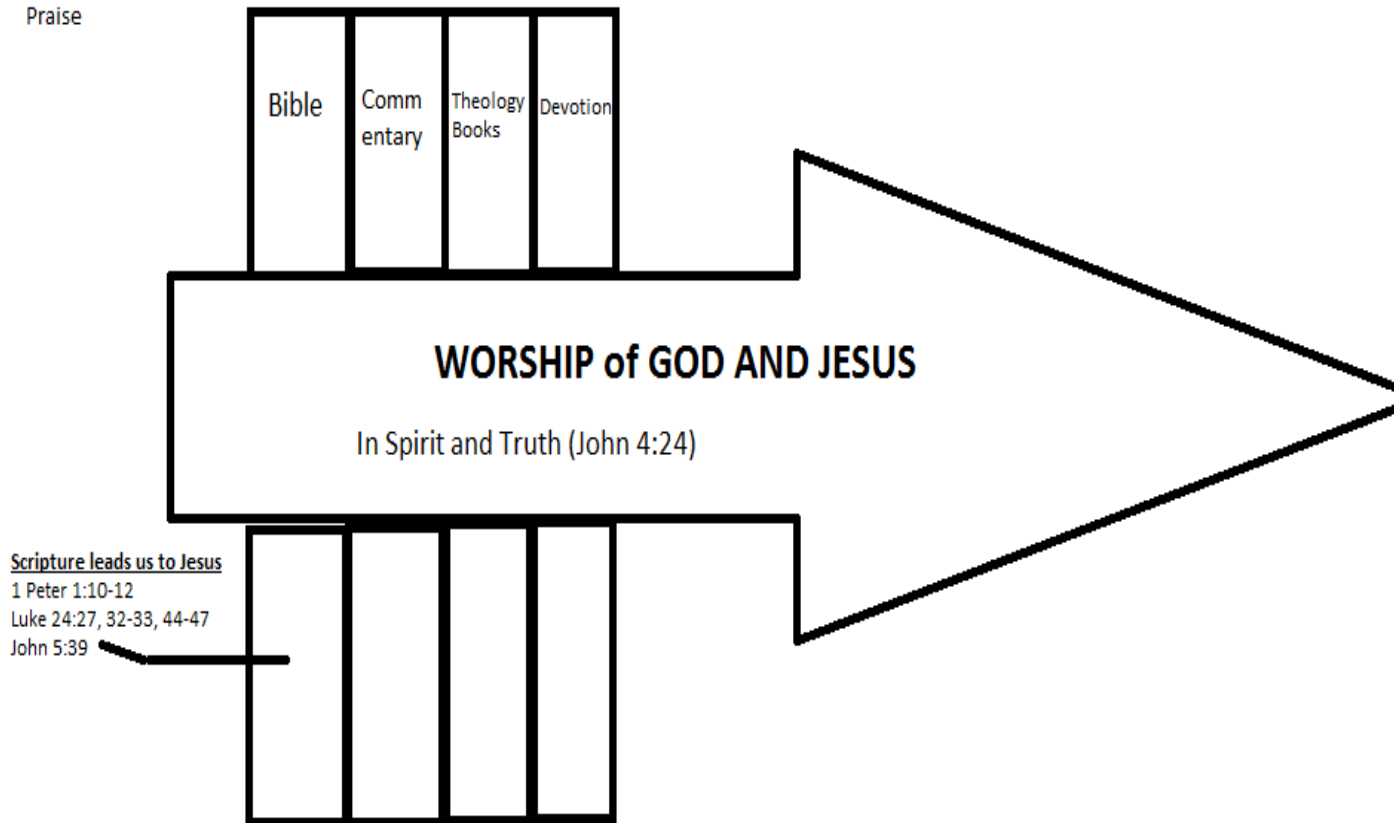 Praise
Bible
Comm
entary
Theology
Books
Devotion
WORSHIP of GOD AND JESUS
In Spirit and Truth (John 4:24)
Scripture leads us to Jesus
1 Peter 1:10-12
Luke 24:27, 32-33, 44-47
John 5:39